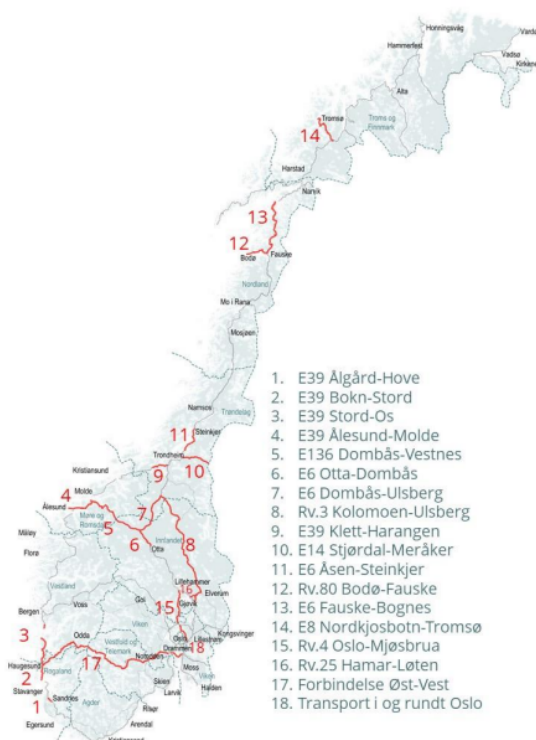 Honningsvåg
Vardø
Hammerfest
Vadsø
Kirkenes
Alta
Tromsø
Troms og
Finnmark
14
Harstad
Narvik
13
12
Bodø
Fauske
Nordland
Mo i Rana
Mosjøen
Namsos
Trøndelag
11
Steinkjer
Trondheim
10
9
Kristiansund
4
Molde
Ålesund
7
Møre og
Romsdal
5
6
Innlandet
Måløy
Otta
8
Florø
Lillehammer
16
Elverum
Vestland
Gol
15
Gjøvik
Voss
Viken
Bergen
Kongsvinger
3
Odda
Oslo
Lillestrøm
Vestfold og
Telemark
Drammen
18
Haugesund
17
Notodden
Moss
Rogaland
Viken
2
Skien
Stavanger
Larvik
Halden
1
Sandnes
Agder
Risør
Egersund
Arendal
Kristiansand
1. E39 Ålgård-Hove
2. E39 Bokn-Stord
3. E39 Stord-Os
4. E39 Ålesund-Molde
5. E136 Dombås-Vestnes
6. E6 Otta-Dombås
7. E6 Dombås-Ulsberg
8. Rv.3 Kolomoen-Ulsberg
9. E39 Klett-Harangen
10. E14 Stjørdal-Meråker
11. E6 Åsen-Steinkjer
12. Rv.80 Bodø-Fauske
13. E6 Fauske-Bognes
14. E8 Nordkjosbotn-Tromsø
15. Rv.4 Oslo-Mjøsbrua
16. Rv.25 Hamar-Løten
17. Forbindelse Øst-Vest
18. Transport i og rundt Oslo